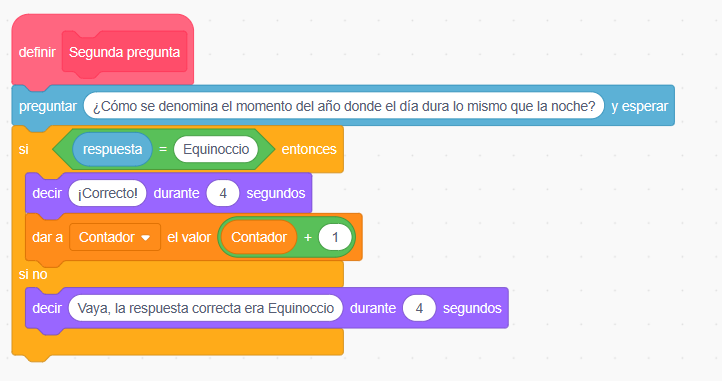 definir Segunda pregunta
preguntar ¿Cómo se denomina el momento del año donde el día dura lo mismo que la noche? y esperar
si respuesta = Equinoccio entonces
decir ¡Correcto! durante 4 segundos
dar a Contador el valor Contador + 1
si no
decir Vaya, la respuesta correcta era Equinoccio durante 4 segundos